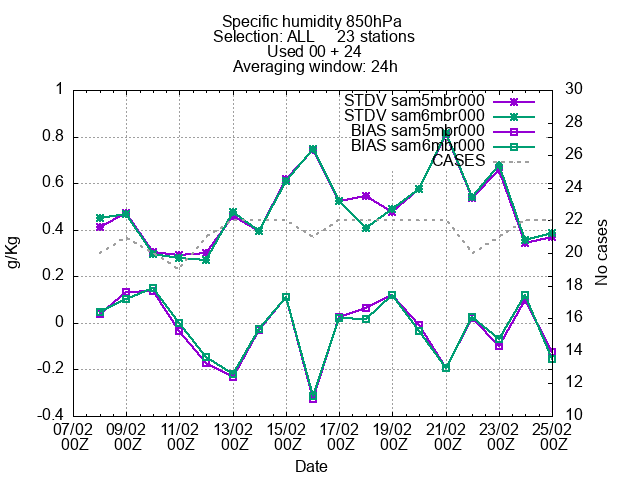 Specific humidity 850hPa
Selection: ALL 23 stations
Used 00 + 24
Averaging window: 24h
1
0.8
0.6
0.4
0.2
0
-0.2
-0.4
g/Kg
STDV sam5mbr000
STDV sam6mbr000
BIAS sam5mbr000
BIAS sam6mbr000
CASES
30
28
26
24
22
20
18
16
14
12
10
No cases
07/02 09/02 11/02 13/02 15/02 17/02 19/02 21/02 23/02 25/02
00Z 00Z 00Z 00Z 00Z 00Z 00Z 00Z 00Z 00Z
Date